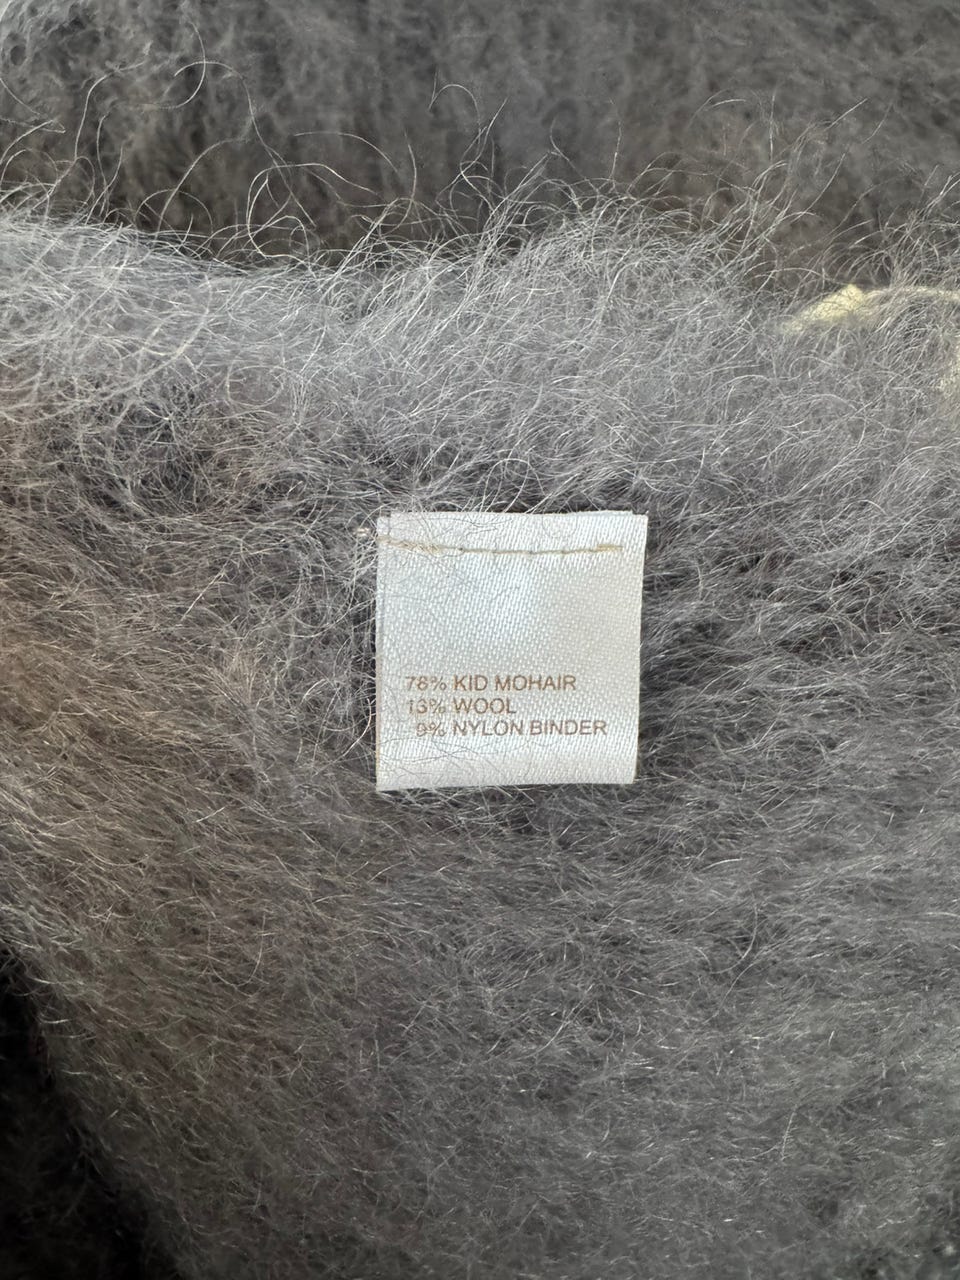 78% KID MOHAIR
13% WOOL
9% NYLON BINDER